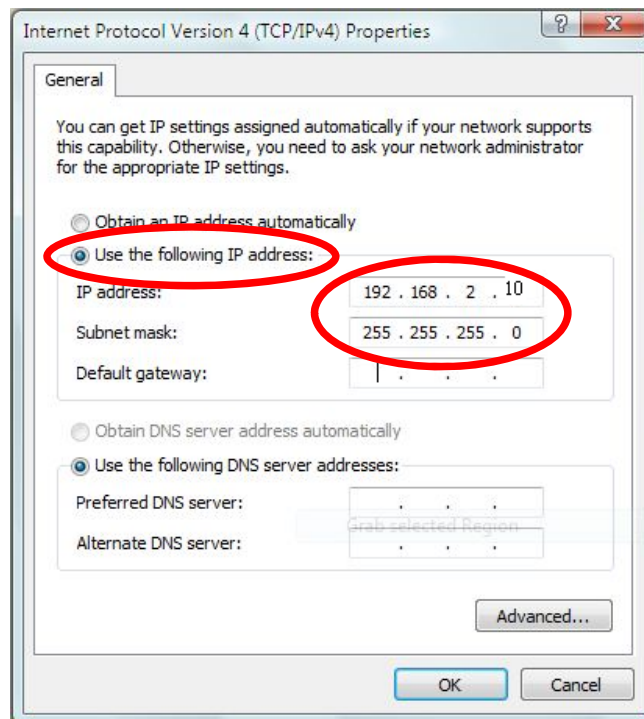 Internet Protocol Version 4 (TCP/IPv4) Properties
General
You can get IP settings assigned automatically if your network supports
this capability. Otherwise, you need to ask your network administrator
for the appropriate IP settings.
Obtain an IP address automatically
Use the following IP address:
IP address: 192 . 168 . 2 . 10
Subnet mask: 255 . 255 . 255 . 0
Default gateway: . . .
Obtain DNS server address automatically
Use the following DNS server addresses:
Preferred DNS server: . . .
Grab selected Region
Alternate DNS server: . . .
Advanced...
OK Cancel